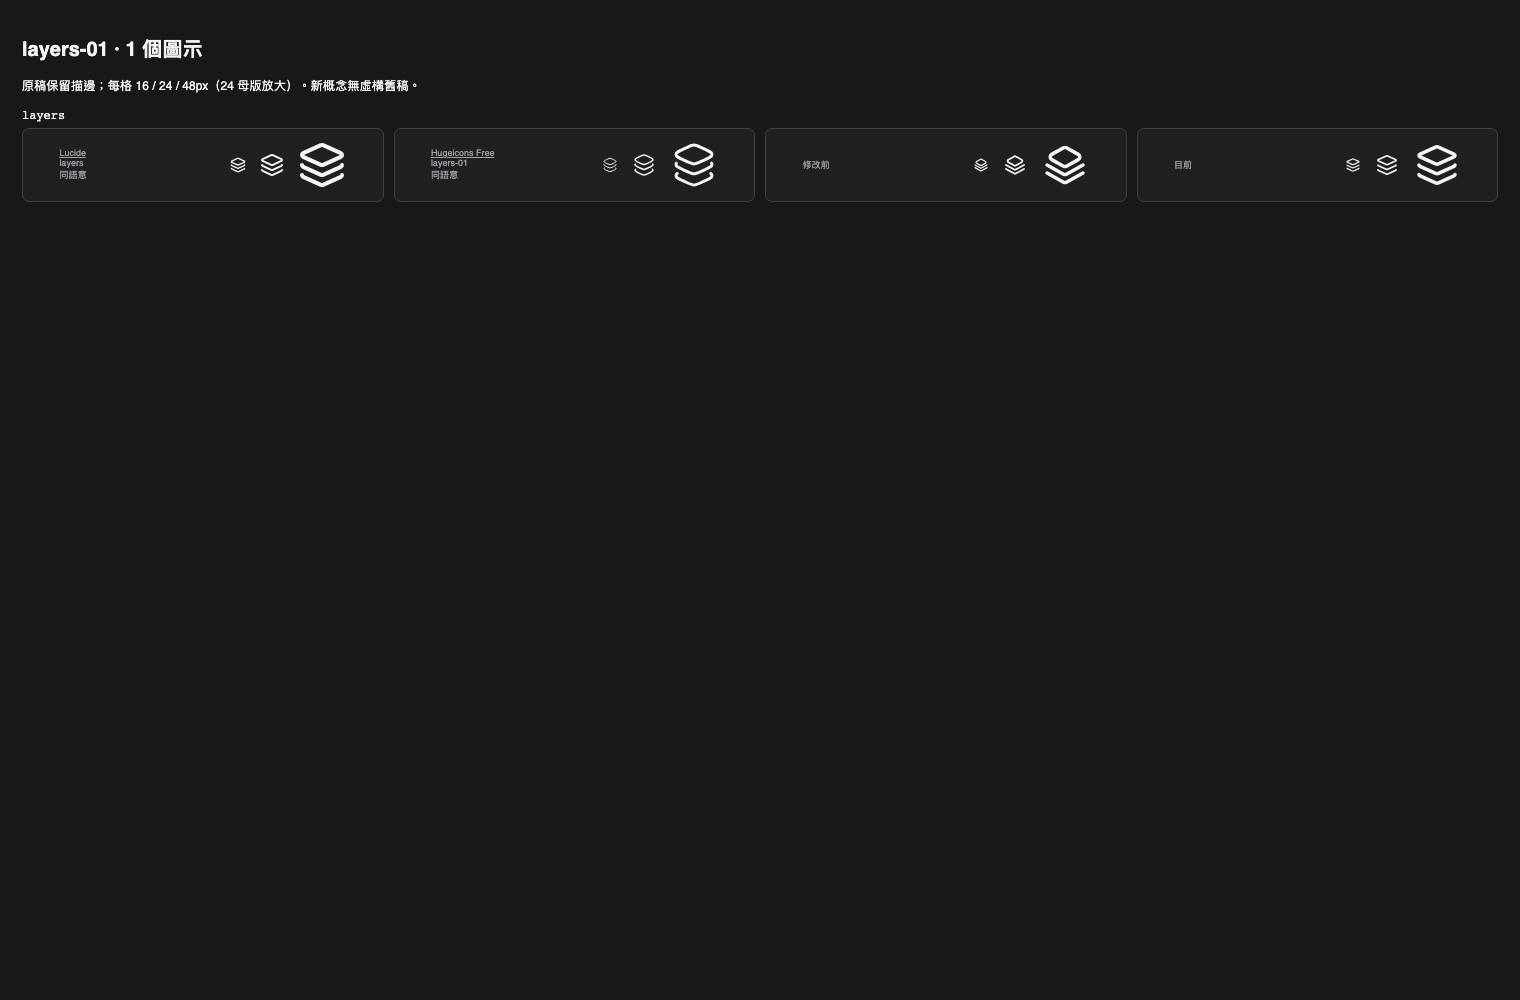 layers-01 · 1 個圖示
原稿保留描邊；每格 16 / 24 / 48px（24 母版放大）。新概念無虛構舊稿。
layers
Lucide
layers
同語意
Hugeicons Free
layers-01
同語意
修改前
目前